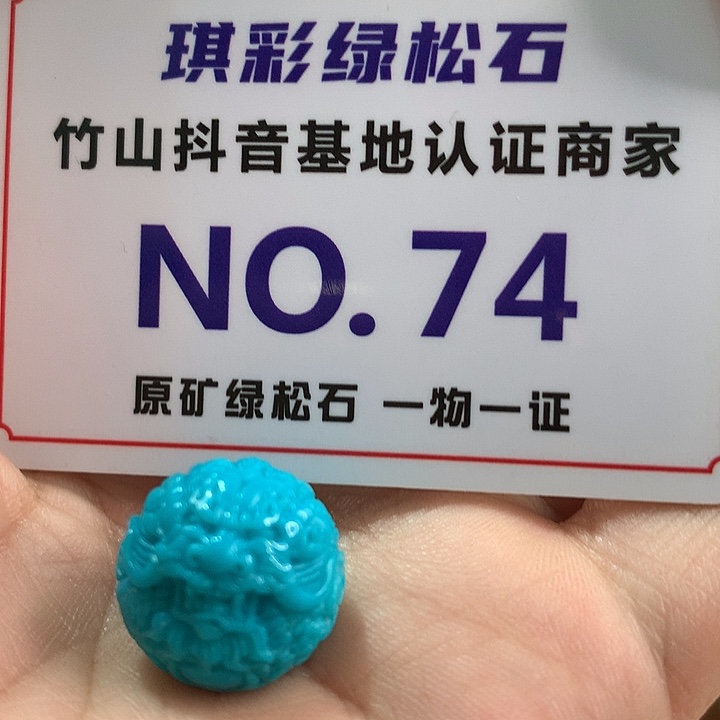 琪彩绿松石
竹山抖音基地认证商家
NO.74
原矿绿松石 一物一证